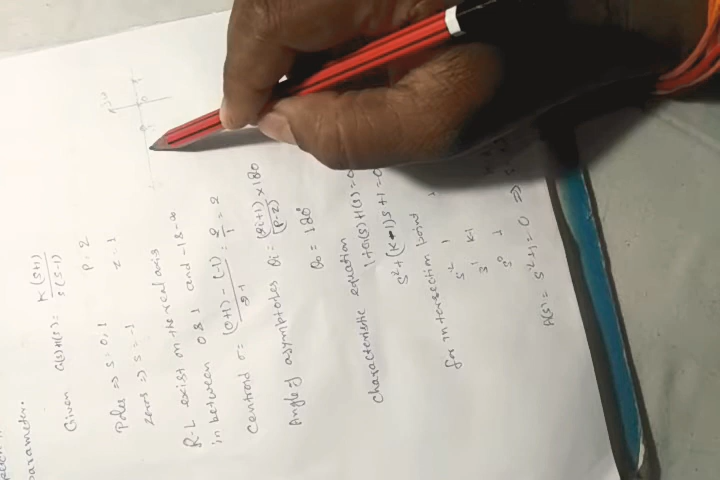 parameter.
Given G(s)H(s) = K(s+1) / s(s-1)
Poles ⇒ s = 0, 1 P = 2
zeros ⇒ s = -1 z = 1
R-L exist on the real axis
in between 0 & 1 and -1 & -∞
Centroid σ = (0+1) - (-1) / 2-1 = 2/1 = 2
Angle of asymptotes θi = (2i+1) × 180 / (P-Z)
θ0 = 180°
characteristic equation 1+G(s)H(s) = 0
s² + (K-1)s + 1 = 0
for intersection point
s² 1
s¹ K-1
s⁰ 1
A(s) = s²+1 = 0 ⇒ s
jω